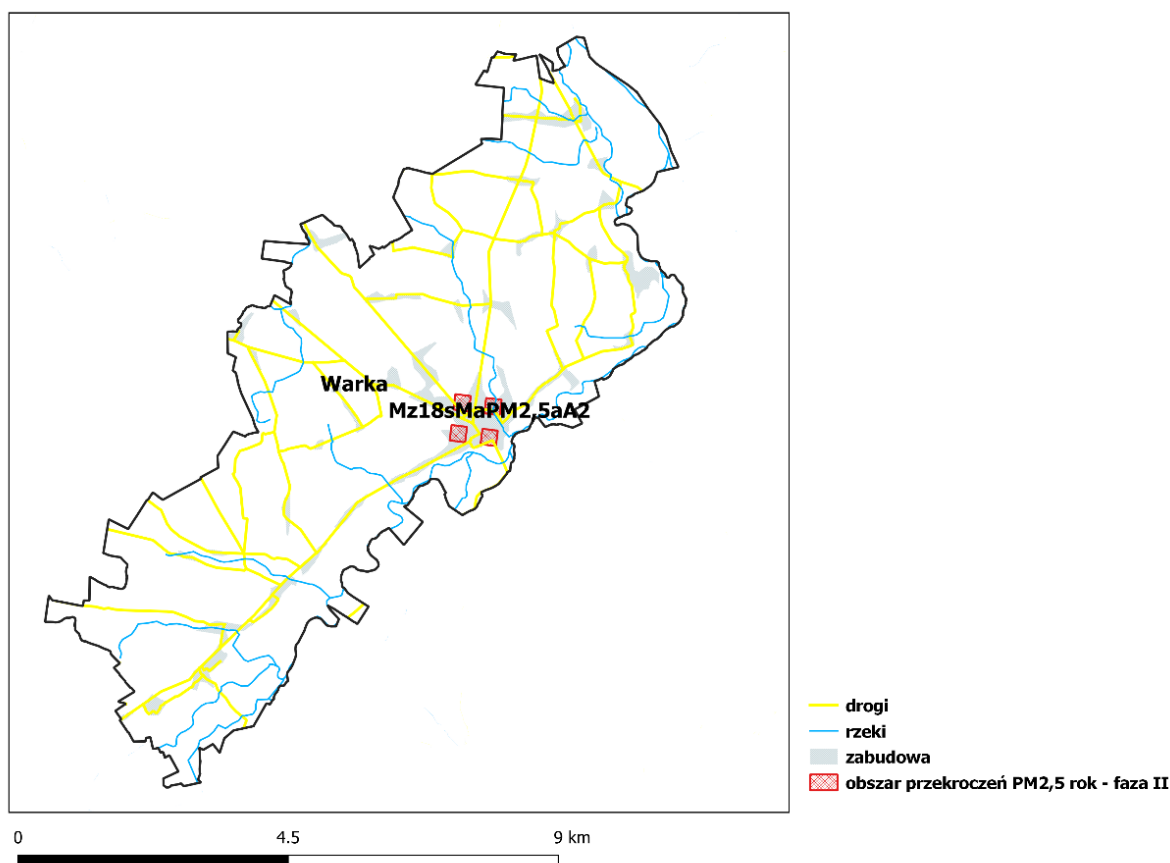 Warka
Mz18sMaPM2,5aA2
drogi
rzeki
zabudowa
obszar przekroczeń PM2,5 rok - faza II
0 4.5 9 km